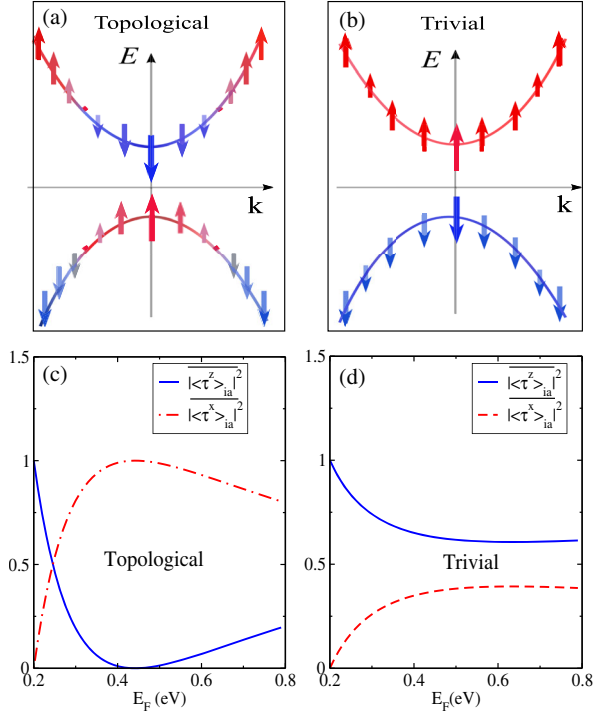 (a) Topological
E
k
(b) Trivial
E
k
(c)
|<τ^z>_ia|^2
|<τ^x>_ia|^2
Topological
1.5
1
0.5
0
0.2 0.4 0.6 0.8
E_F (eV)
(d)
|<τ^z>_ia|^2
|<τ^x>_ia|^2
Trivial
1.5
1
0.5
0
0.2 0.4 0.6 0.8
E_F(eV)